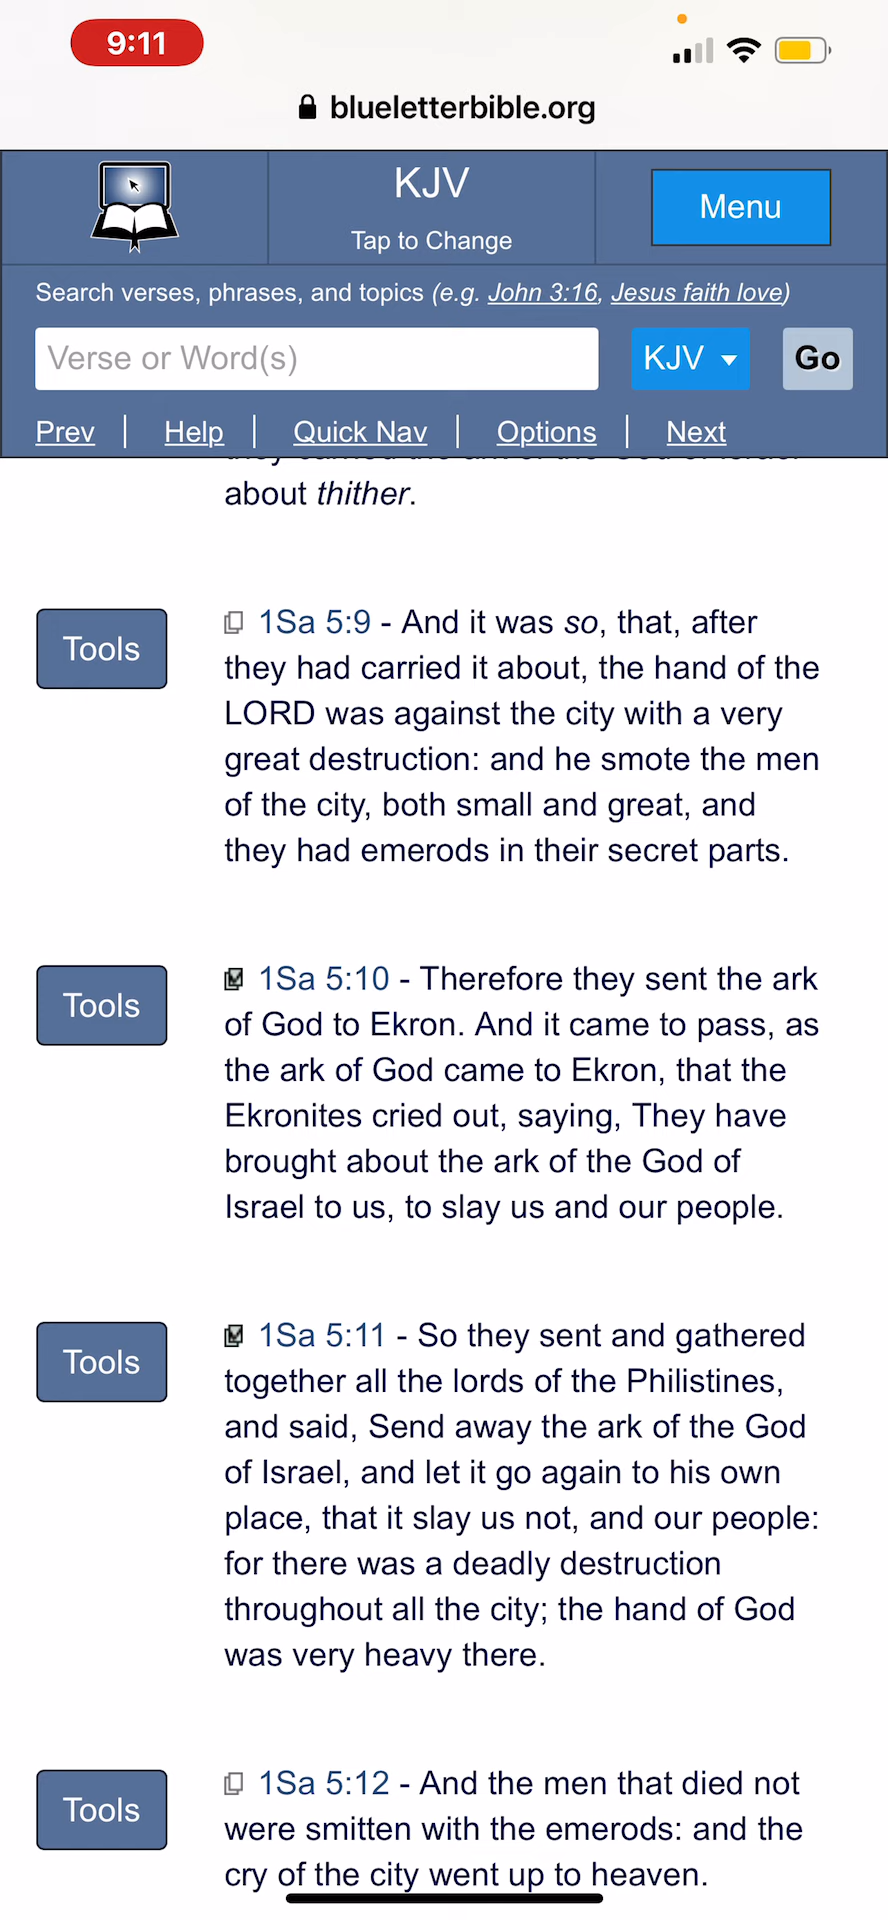 9:11
blueletterbible.org
KJV
Tap to Change
Menu
Search verses, phrases, and topics (e.g. John 3:16, Jesus faith love)
Verse or Word(s)
KJV
Go
Prev | Help | Quick Nav | Options | Next
they carried the ark of the God of Israel
about thither.
Tools
1Sa 5:9 - And it was so, that, after
they had carried it about, the hand of the
LORD was against the city with a very
great destruction: and he smote the men
of the city, both small and great, and
they had emerods in their secret parts.
Tools
1Sa 5:10 - Therefore they sent the ark
of God to Ekron. And it came to pass, as
the ark of God came to Ekron, that the
Ekronites cried out, saying, They have
brought about the ark of the God of
Israel to us, to slay us and our people.
Tools
1Sa 5:11 - So they sent and gathered
together all the lords of the Philistines,
and said, Send away the ark of the God
of Israel, and let it go again to his own
place, that it slay us not, and our people:
for there was a deadly destruction
throughout all the city; the hand of God
was very heavy there.
Tools
1Sa 5:12 - And the men that died not
were smitten with the emerods: and the
cry of the city went up to heaven.